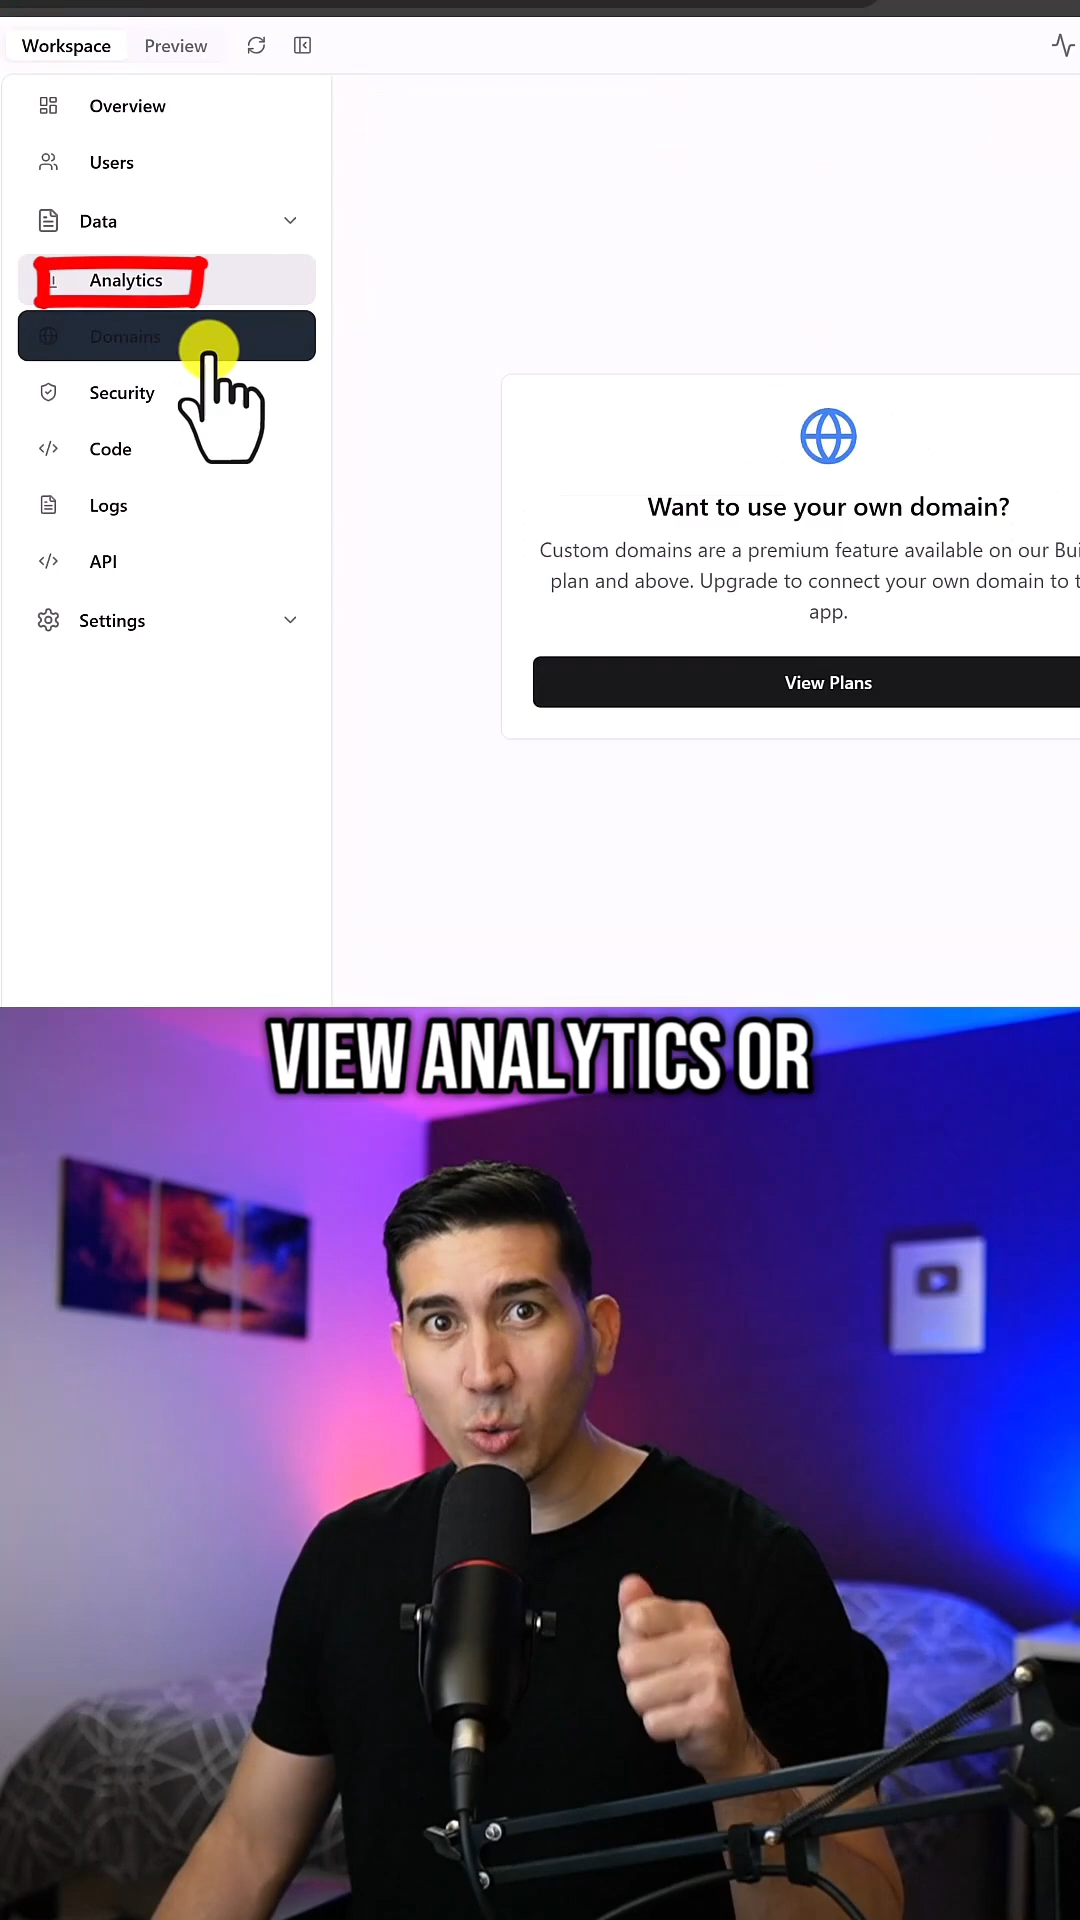 Workspace
Preview
Overview
Users
Data
Analytics
Domains
Security
Code
Logs
API
Settings
Want to use your own domain?
Custom domains are a premium feature available on our Bui
plan and above. Upgrade to connect your own domain to t
app.
View Plans
VIEW ANALYTICS OR